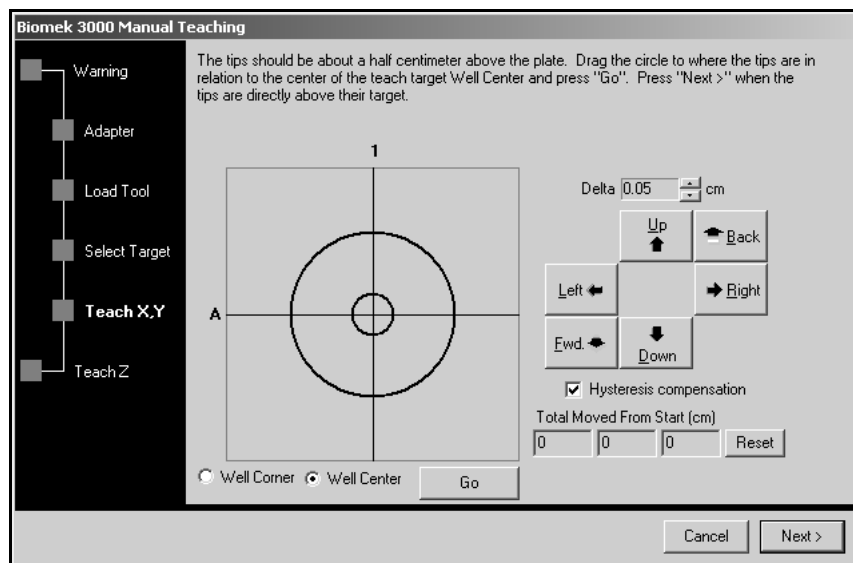 Biomek 3000 Manual Teaching
Warning
Adapter
Load Tool
Select Target
Teach X,Y
Teach Z
The tips should be about a half centimeter above the plate. Drag the circle to where the tips are in
relation to the center of the teach target Well Center and press "Go". Press "Next >" when the
tips are directly above their target.
1
A
Well Corner Well Center Go
Delta 0.05 cm
Up Back
Left Right
Fwd. Down
Hysteresis compensation
Total Moved From Start (cm)
0 0 0 Reset
Cancel Next >